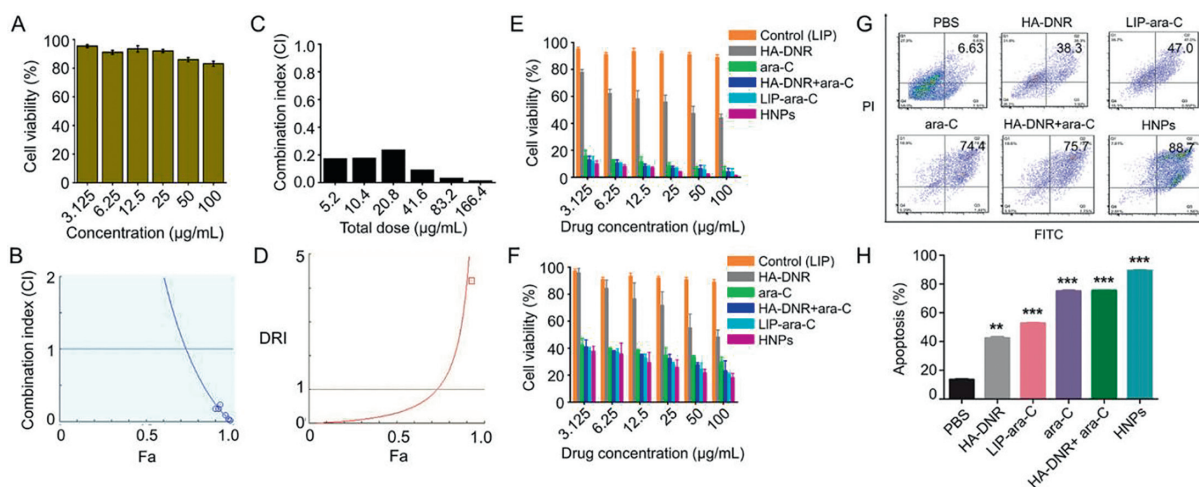 A
Cell viability (%)
100
80
60
40
20
0
3.125
6.25
12.5
25
50
100
Concentration (µg/mL)
B
Combination index (CI)
2
1
0
0
0.5
1.0
Fa
C
Combination index (CI)
1.0
0.8
0.6
0.4
0.2
0.0
5.2
10.4
20.8
41.6
83.2
166.4
Total dose (µg/mL)
D
DRI
5
1
0
0
0.5
1.0
Fa
E
Cell viability (%)
100
80
60
40
20
0
3.125
6.25
12.5
25
50
100
Drug concentration (µg/mL)
Control (LIP)
HA-DNR
ara-C
HA-DNR+ara-C
LIP-ara-C
HNPs
F
Cell viability (%)
100
80
60
40
20
0
3.125
6.25
12.5
25
50
100
Drug concentration (µg/mL)
Control (LIP)
HA-DNR
ara-C
HA-DNR+ara-C
LIP-ara-C
HNPs
G
PBS
HA-DNR
LIP-ara-C
6.63
38.3
47.0
PI
ara-C
HA-DNR+ara-C
HNPs
74.4
75.7
88.7
FITC
H
Apoptosis (%)
100
80
60
40
20
0
**
***
***
***
***
PBS
HA-DNR
LIP-ara-C
ara-C
HA-DNR+ ara-C
HNPs